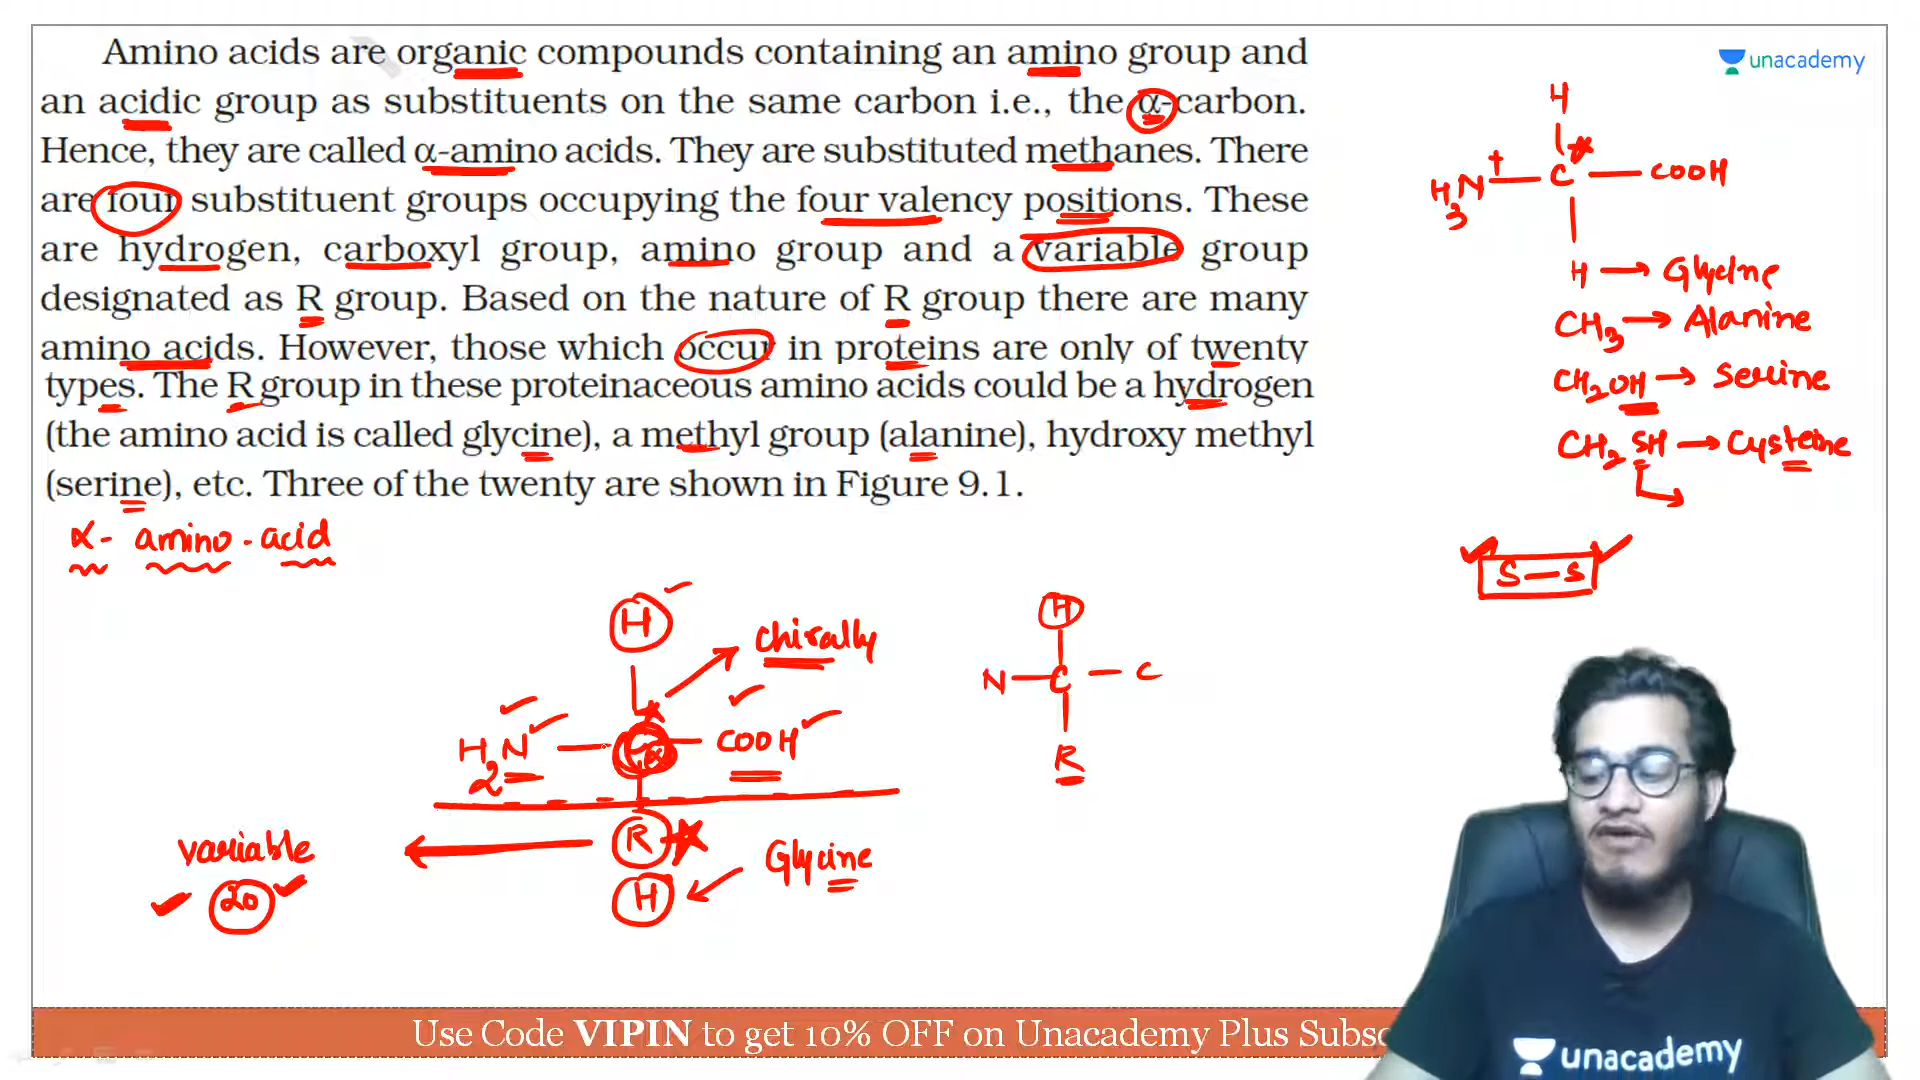 Amino acids are organic compounds containing an amino group and
an acidic group as substituents on the same carbon i.e., the α-carbon.
Hence, they are called α-amino acids. They are substituted methanes. There
are four substituent groups occupying the four valency positions. These
are hydrogen, carboxyl group, amino group and a variable group
designated as R group. Based on the nature of R group there are many
amino acids. However, those which occur in proteins are only of twenty
types. The R group in these proteinaceous amino acids could be a hydrogen
(the amino acid is called glycine), a methyl group (alanine), hydroxy methyl
(serine), etc. Three of the twenty are shown in Figure 9.1.
α- amino - acid
H
chirally
H2N C COOH
α
R
variable
20
H
Glycine
H
N C C
R
unacademy
H
H3N+ C COOH
H → Glycine
CH3 → Alanine
CH2OH → Serine
CH2SH → Cysteine
S—S
Use Code VIPIN to get 10% OFF on Unacademy Plus Subsc
unacademy